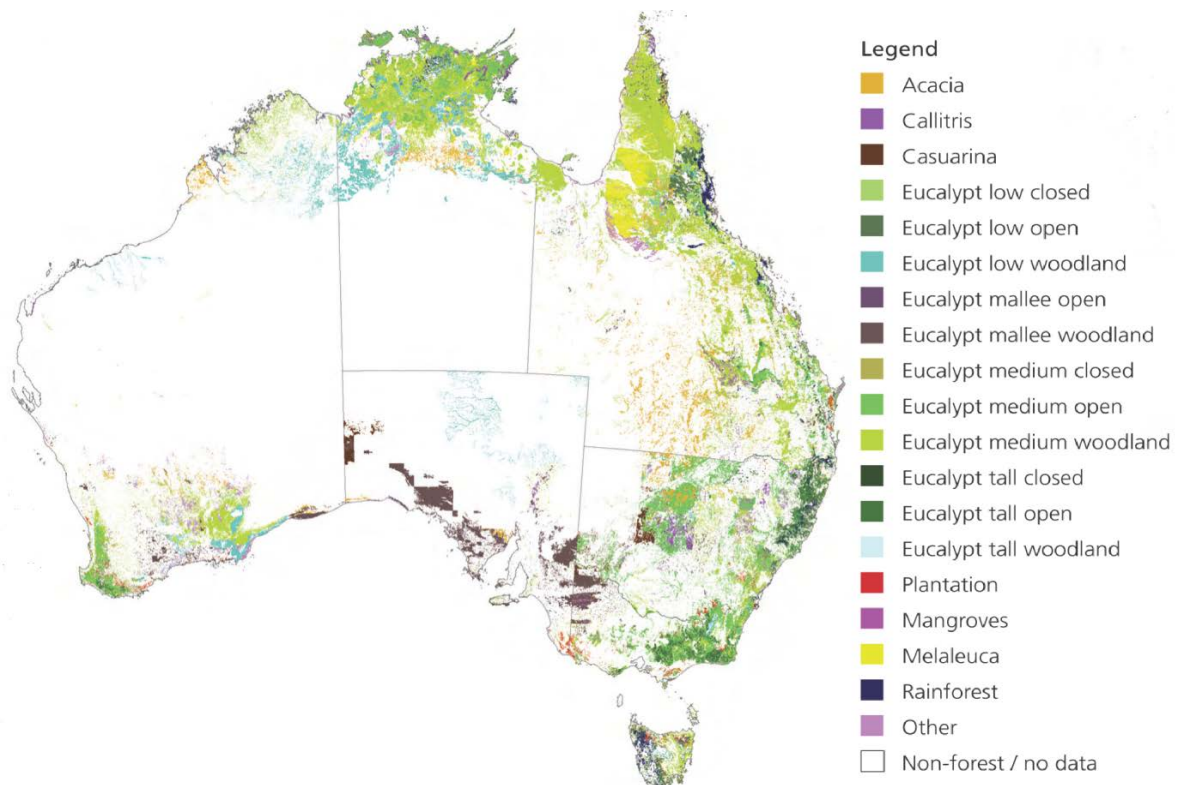 Legend
Acacia
Callitris
Casuarina
Eucalypt low closed
Eucalypt low open
Eucalypt low woodland
Eucalypt mallee open
Eucalypt mallee woodland
Eucalypt medium closed
Eucalypt medium open
Eucalypt medium woodland
Eucalypt tall closed
Eucalypt tall open
Eucalypt tall woodland
Plantation
Mangroves
Melaleuca
Rainforest
Other
Non-forest / no data